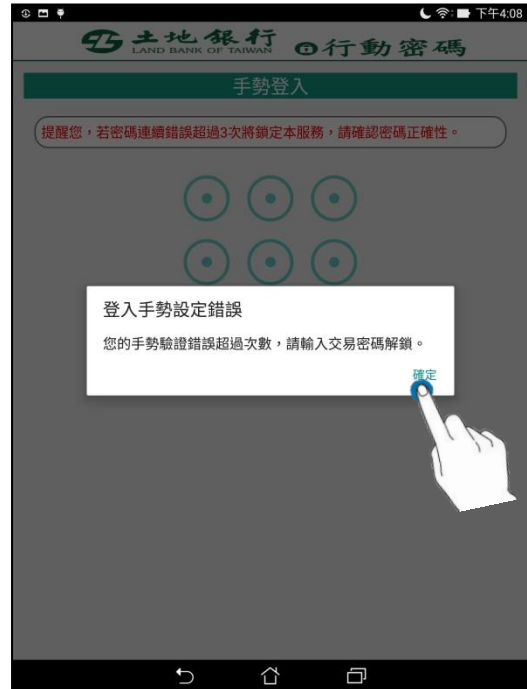 下午4:08
土地銀行 行動密碼
LAND BANK OF TAIWAN
手勢登入
提醒您，若密碼連續錯誤超過3次將鎖定本服務，請確認密碼正確性。
登入手勢設定錯誤
您的手勢驗證錯誤超過次數，請輸入交易密碼解鎖。
確定